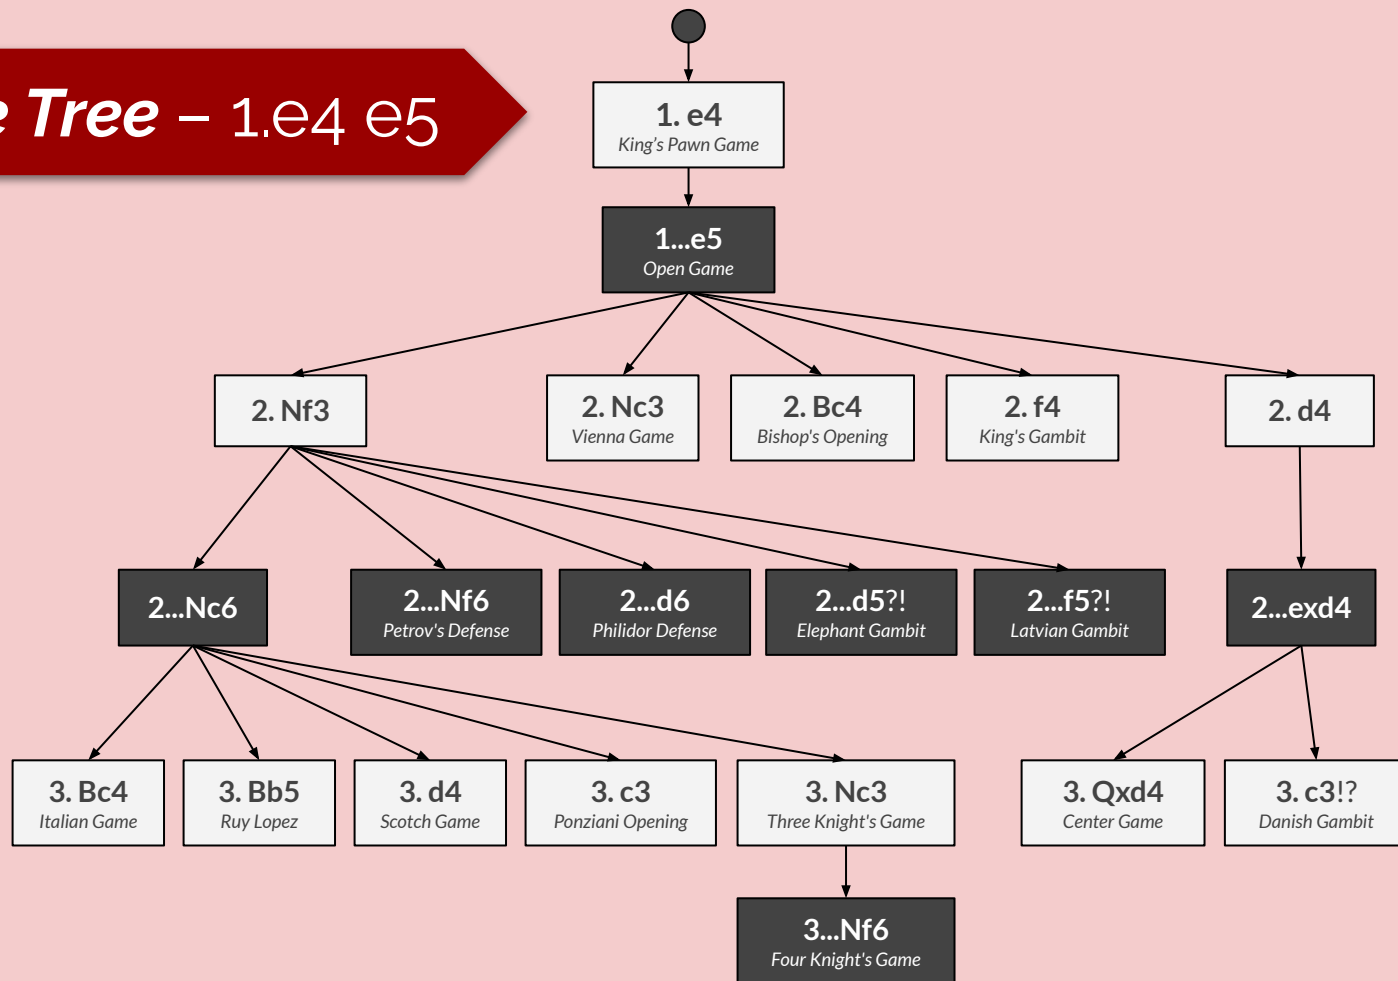 Tree – 1.e4 e5
1. e4
King's Pawn Game
1...e5
Open Game
2. Nf3
2. Nc3
Vienna Game
2. Bc4
Bishop's Opening
2. f4
King's Gambit
2. d4
2...Nc6
2...Nf6
Petrov's Defense
2...d6
Philidor Defense
2...d5?!
Elephant Gambit
2...f5?!
Latvian Gambit
2...exd4
3. Bc4
Italian Game
3. Bb5
Ruy Lopez
3. d4
Scotch Game
3. c3
Ponziani Opening
3. Nc3
Three Knight's Game
3. Qxd4
Center Game
3. c3!?
Danish Gambit
3...Nf6
Four Knight's Game